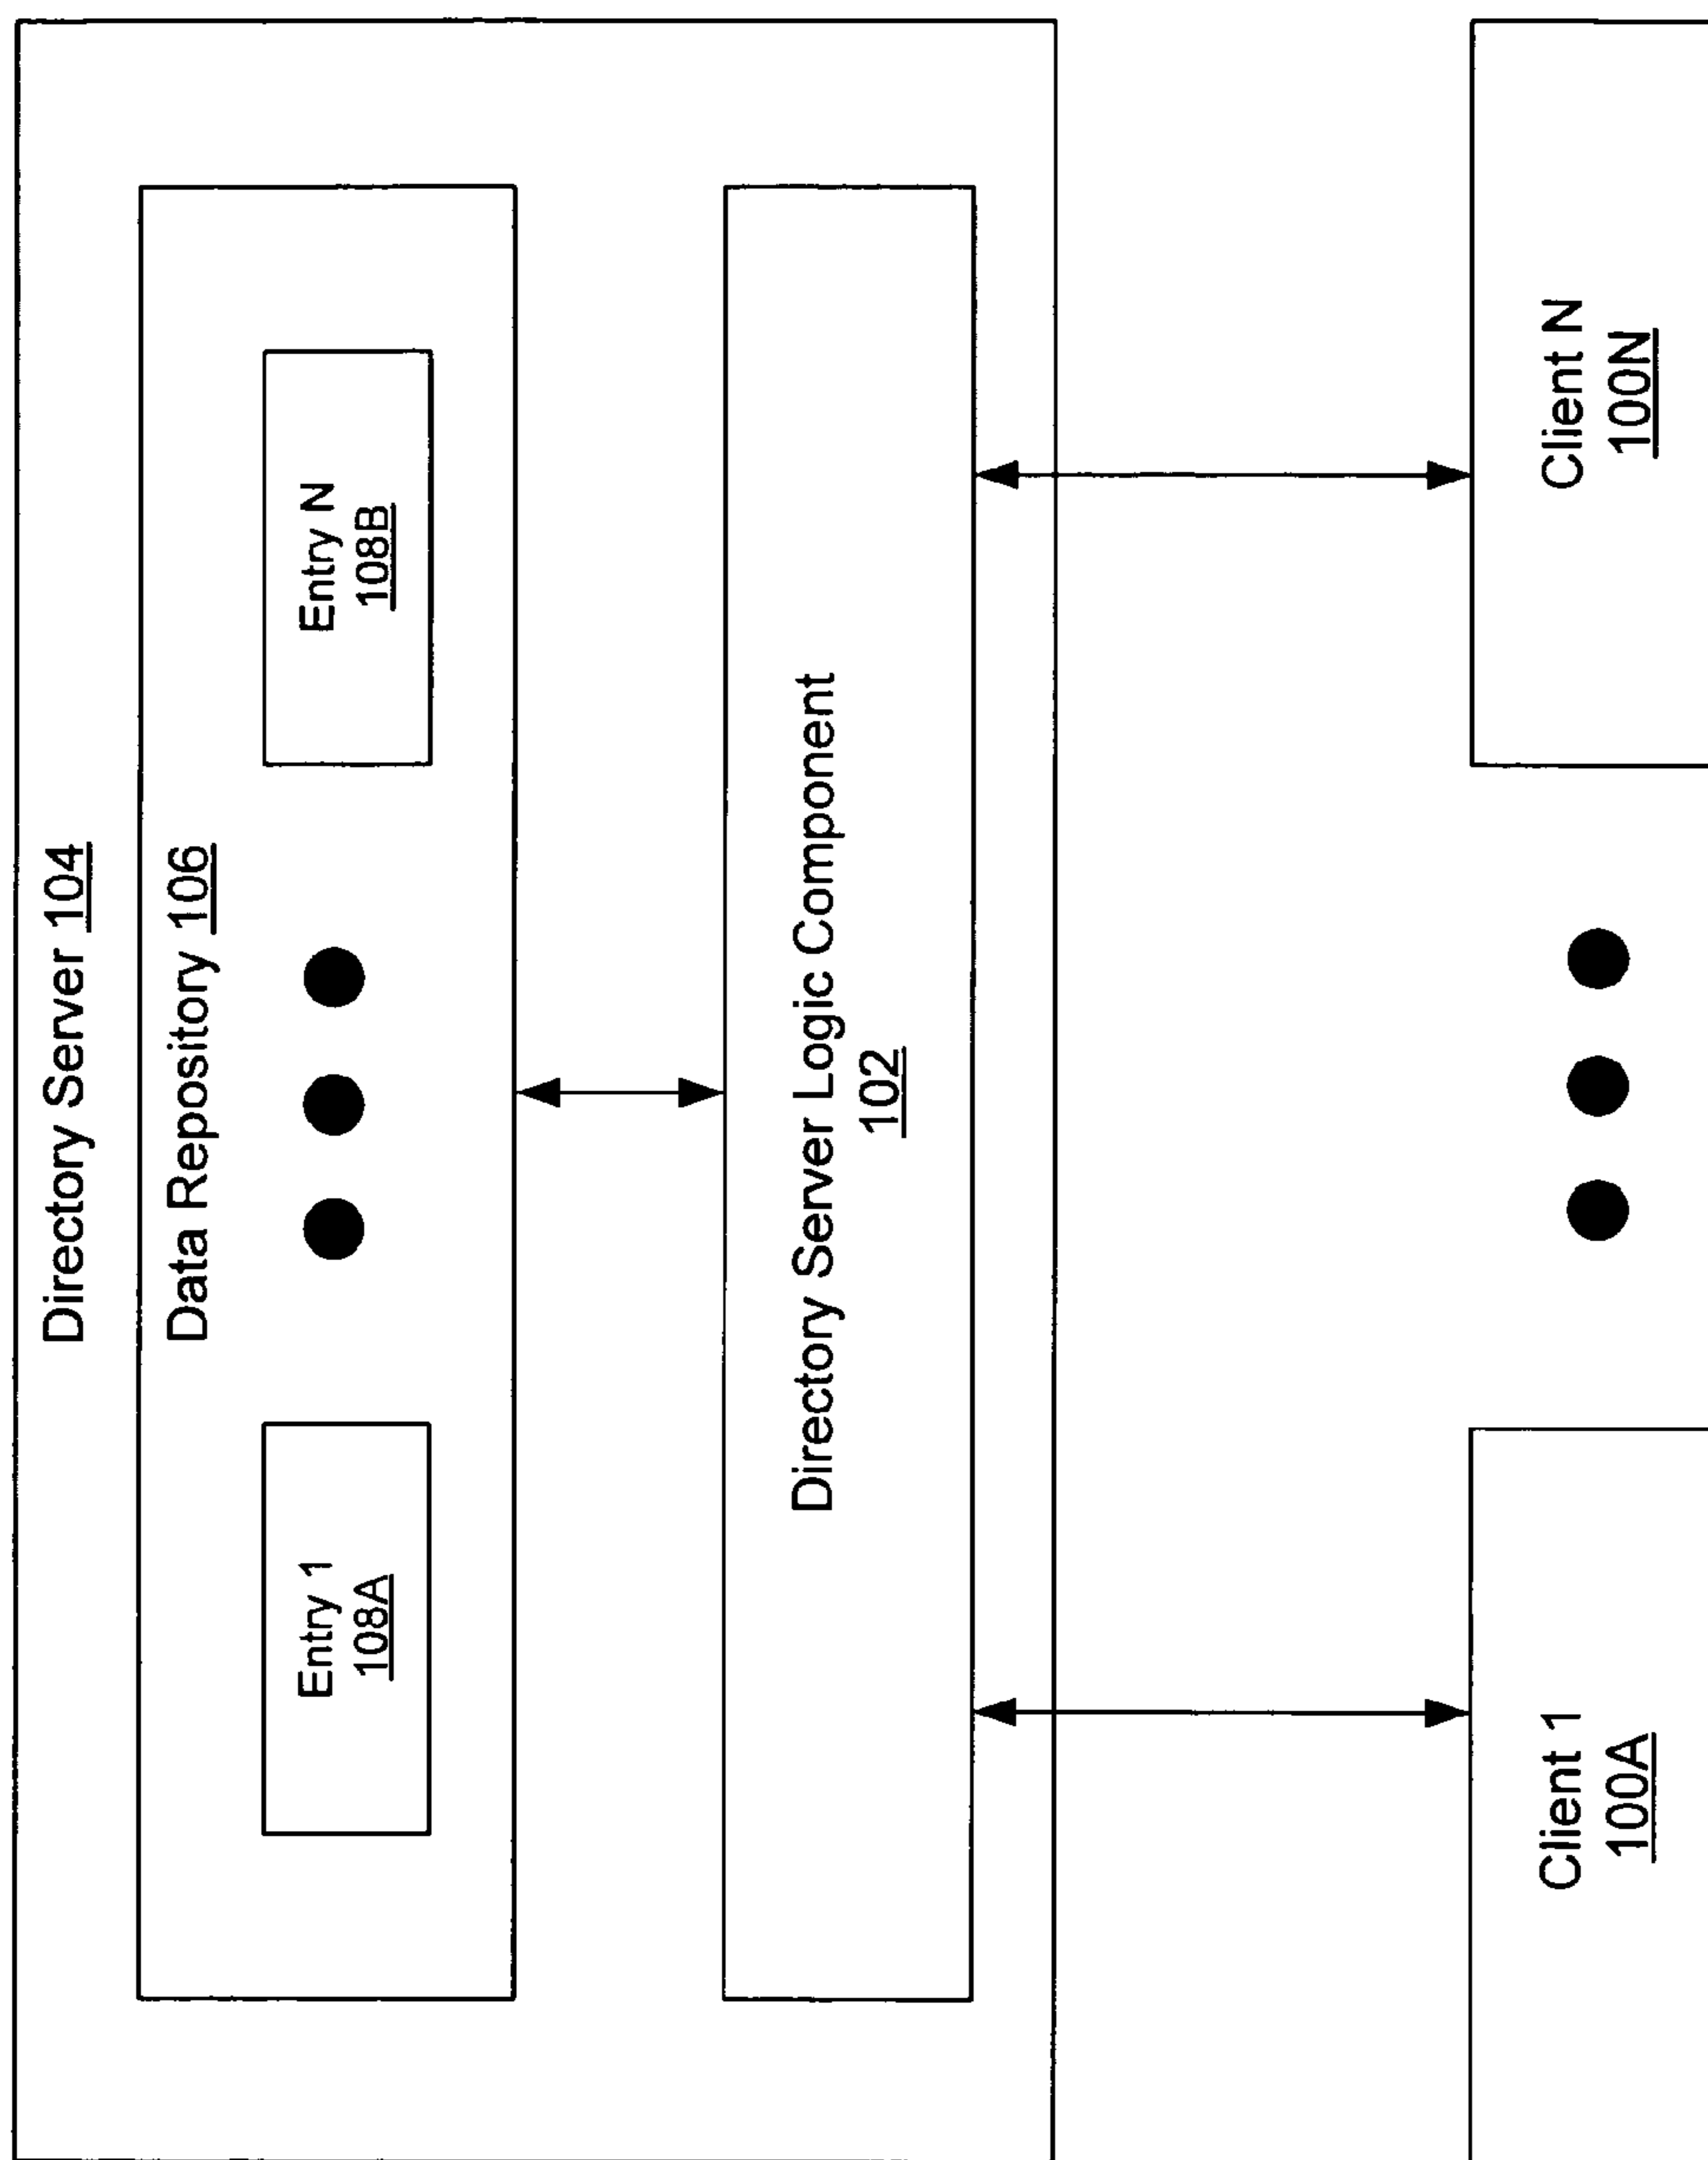 Directory Server 104
Data Repository 106
Entry 1
108A
Entry N
108B
Directory Server Logic Component
102
Client 1
100A
Client N
100N